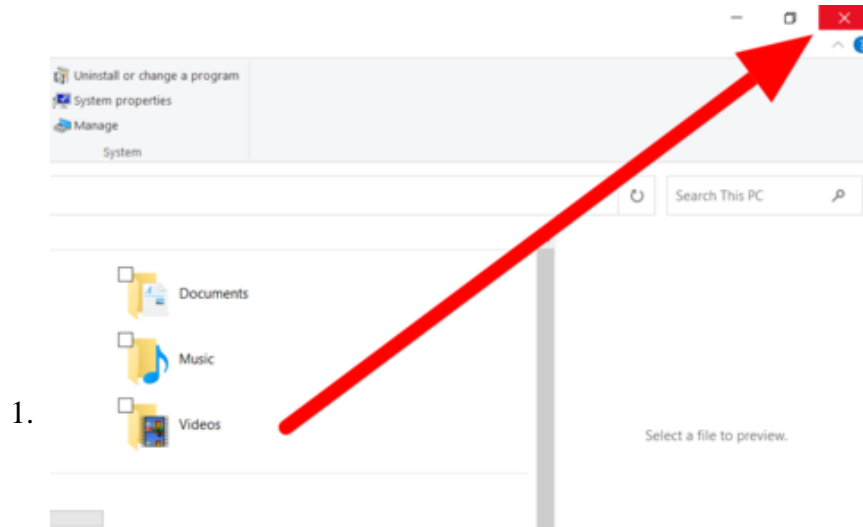 Uninstall or change a program
System properties
Manage
System
Search This PC
Documents
Music
1.
Videos
Select a file to preview.